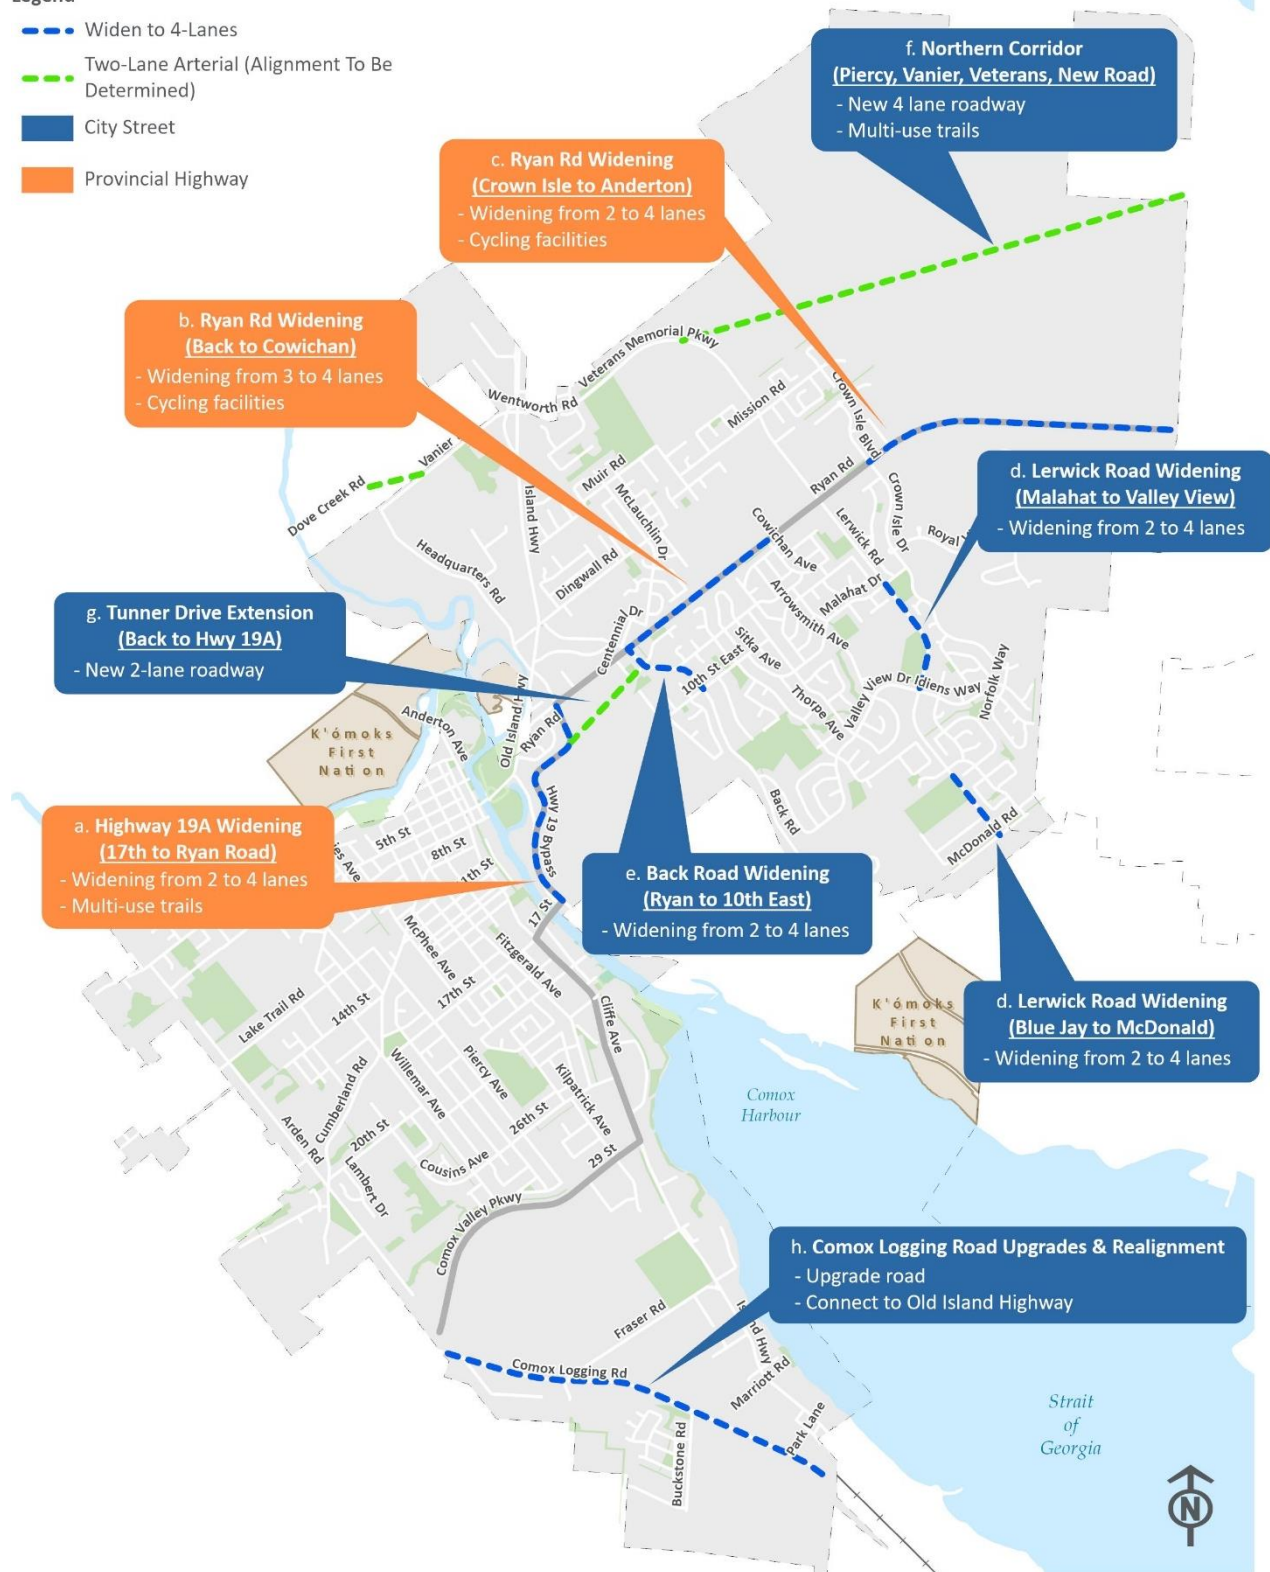 Legend
Widen to 4-Lanes
Two-Lane Arterial (Alignment To Be
Determined)
City Street
Provincial Highway
f. Northern Corridor
(Piercy, Vanier, Veterans, New Road)
- New 4 lane roadway
- Multi-use trails
c. Ryan Rd Widening
(Crown Isle to Anderton)
- Widening from 2 to 4 lanes
- Cycling facilities
b. Ryan Rd Widening
(Back to Cowichan)
- Widening from 3 to 4 lanes
- Cycling facilities
d. Lerwick Road Widening
(Malahat to Valley View)
- Widening from 2 to 4 lanes
g. Tunner Drive Extension
(Back to Hwy 19A)
- New 2-lane roadway
a. Highway 19A Widening
(17th to Ryan Road)
- Widening from 2 to 4 lanes
- Multi-use trails
e. Back Road Widening
(Ryan to 10th East)
- Widening from 2 to 4 lanes
d. Lerwick Road Widening
(Blue Jay to McDonald)
- Widening from 2 to 4 lanes
h. Comox Logging Road Upgrades & Realignment
- Upgrade road
- Connect to Old Island Highway
Veterans Memorial Pkwy
Wentworth Rd
Vanier
Dove Creek Rd
Island Hwy
Headquarters Rd
Muir Rd
McLauchlin Dr
Mission Rd
Dingwall Rd
Crown Isle Blvd
Ryan Rd
Crown Isle Dr
Lerwick Rd
Royal
Cowichan Ave
Malahat Dr
Arrowsmith Ave
Sitka Ave
10th St East
Thorpe Ave
Valley View Dr
Idiens Way
Norfolk Way
Centennial Dr
Ryan Rd
Old Island Hwy
Anderton Ave
K'ómoks
First
Nation
Hwy 19 Bypass
Back Rd
McDonald Rd
5th St
8th St
1th St
ies Ave
17 St
McPhee Ave
Fitzgerald Ave
17th St
14th St
Lake Trail Rd
Cliffe Ave
Piercy Ave
Kilpatrick Ave
Willemar Ave
26th St
29 St
Cumberland Rd
20th St
Cousins Ave
Arden Rd
Lambert Dr
Comox Valley Pkwy
K'ómoks
First
Nation
Comox
Harbour
Fraser Rd
Island Hwy
Marriott Rd
Park Lane
Comox Logging Rd
Buckstone Rd
Strait
of
Georgia
N